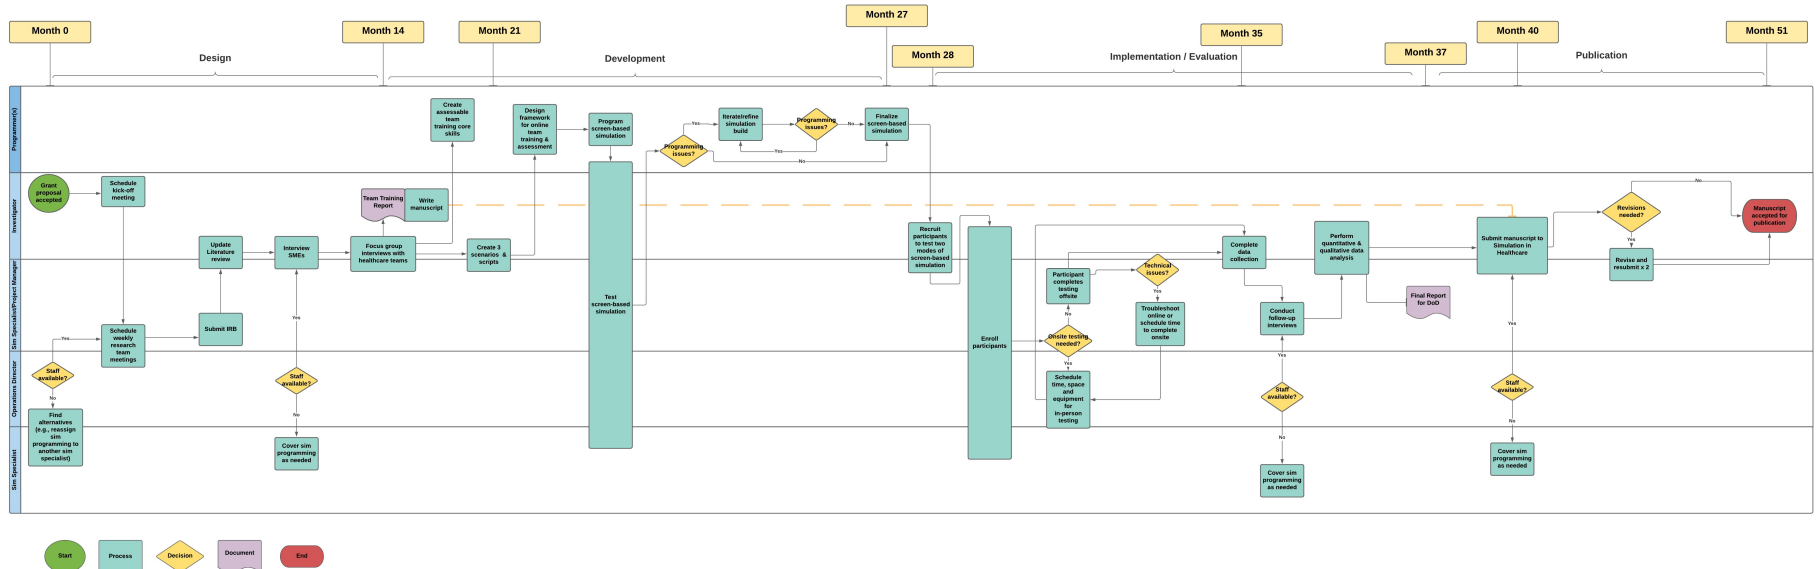 Month 0
Month 14
Month 21
Month 27
Month 28
Month 35
Month 37
Month 40
Month 51
Design
Development
Implementation / Evaluation
Publication
Programmer(s)
Create
assessable
team
training core
skills
Design
framework
for online
team
training &
assessment
Program
screen-based
simulation
Programming
issues?
Yes
Iterate/refine
simulation
build
Programming
issues?
Yes
No
No
Finalize
screen-based
simulation
Investigator
Grant
proposal
accepted
Schedule
kick-off
meeting
Update
Literature
review
Interview
SMEs
Team Training
Report
Write
manuscript
Focus group
interviews with
healthcare teams
Create 3
scenarios &
scripts
Recruit
participants
to test two
modes of
screen-based
simulation
Complete
data
collection
Perform
quantitative &
qualitative data
analysis
Submit manuscript to
Simulation in
Healthcare
Revisions
needed?
No
Yes
Revise and
resubmit x 2
Manuscript
accepted for
publication
Sim Specialist/Project Manager
Schedule
weekly
research
team
meetings
Submit IRB
Yes
Yes
Test
screen-based
simulation
Enroll
participants
Participant
completes
testing
offsite
Technical
issues?
Yes
Troubleshoot
online or
schedule time
to complete
onsite
No
Onsite testing
needed?
Yes
Conduct
follow-up
interviews
Final Report
for DoD
Yes
Yes
Operations Director
Staff
available?
No
Find
alternatives
(e.g., reassign
sim
programming to
another sim
specialist)
Staff
available?
No
Schedule
time, space
and
equipment
for
in-person
testing
Staff
available?
No
Staff
available?
No
Sim Specialist
Cover sim
programming
as needed
Cover sim
programming
as needed
Cover sim
programming
as needed
Start
Process
Decision
Document
End